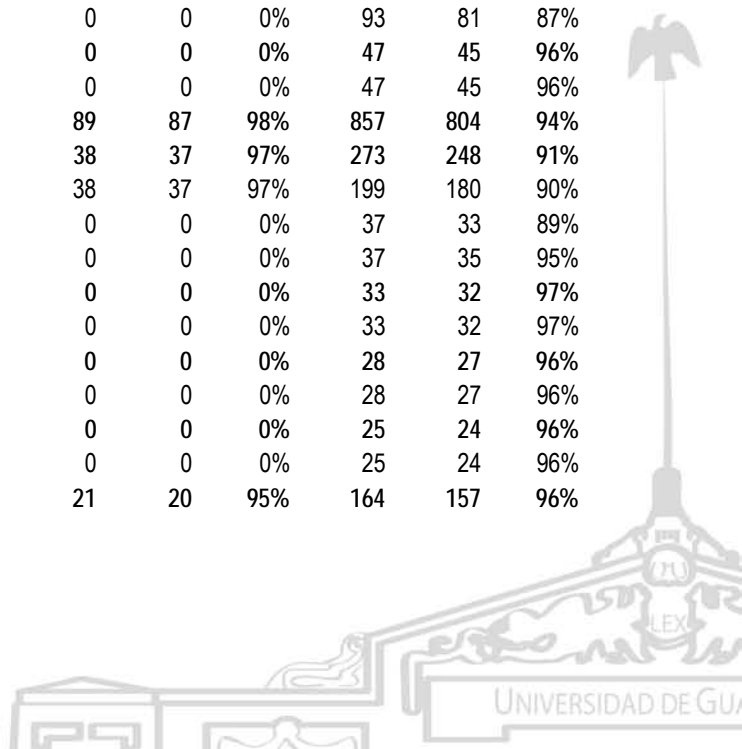 0 0 0% 93 81 87%
0 0 0% 47 45 96%
0 0 0% 47 45 96%
89 87 98% 857 804 94%
38 37 97% 273 248 91%
38 37 97% 199 180 90%
0 0 0% 37 33 89%
0 0 0% 37 35 95%
0 0 0% 33 32 97%
0 0 0% 33 32 97%
0 0 0% 28 27 96%
0 0 0% 28 27 96%
0 0 0% 25 24 96%
0 0 0% 25 24 96%
21 20 95% 164 157 96%
LEX
UNIVERSIDAD DE GUA